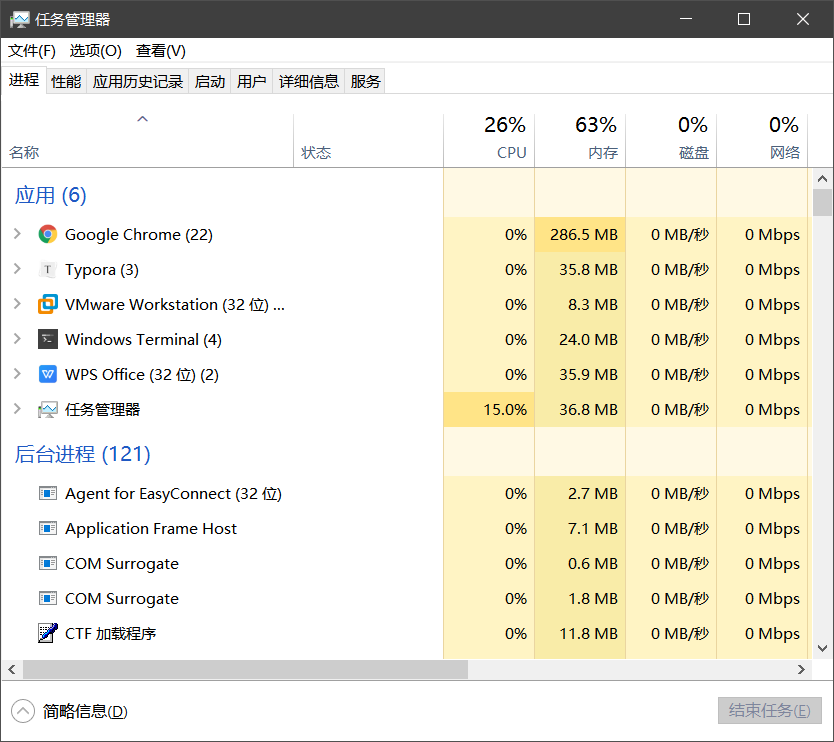 任务管理器
文件(F) 选项(O) 查看(V)
进程 性能 应用历史记录 启动 用户 详细信息 服务
26% 63% 0% 0%
名称 状态 CPU 内存 磁盘 网络
应用 (6)
Google Chrome (22) 0% 286.5 MB 0 MB/秒 0 Mbps
T Typora (3) 0% 35.8 MB 0 MB/秒 0 Mbps
VMware Workstation (32 位) ... 0% 8.3 MB 0 MB/秒 0 Mbps
Windows Terminal (4) 0% 24.0 MB 0 MB/秒 0 Mbps
WPS Office (32 位) (2) 0% 35.9 MB 0 MB/秒 0 Mbps
任务管理器 15.0% 36.8 MB 0 MB/秒 0 Mbps
后台进程 (121)
Agent for EasyConnect (32 位) 0% 2.7 MB 0 MB/秒 0 Mbps
Application Frame Host 0% 7.1 MB 0 MB/秒 0 Mbps
COM Surrogate 0% 0.6 MB 0 MB/秒 0 Mbps
COM Surrogate 0% 1.8 MB 0 MB/秒 0 Mbps
CTF 加载程序 0% 11.8 MB 0 MB/秒 0 Mbps
简略信息(D) 结束任务(E)